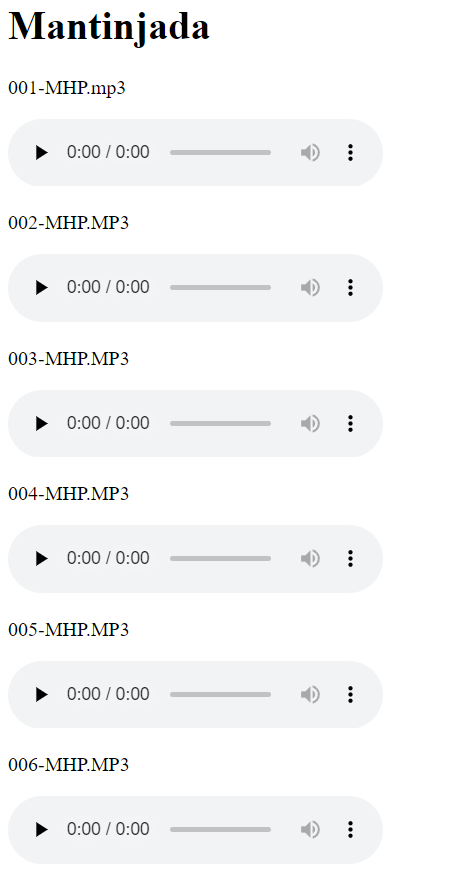 Mantinjada
001-MHP.mp3
0:00 / 0:00
002-MHP.MP3
0:00 / 0:00
003-MHP.MP3
0:00 / 0:00
004-MHP.MP3
0:00 / 0:00
005-MHP.MP3
0:00 / 0:00
006-MHP.MP3
0:00 / 0:00